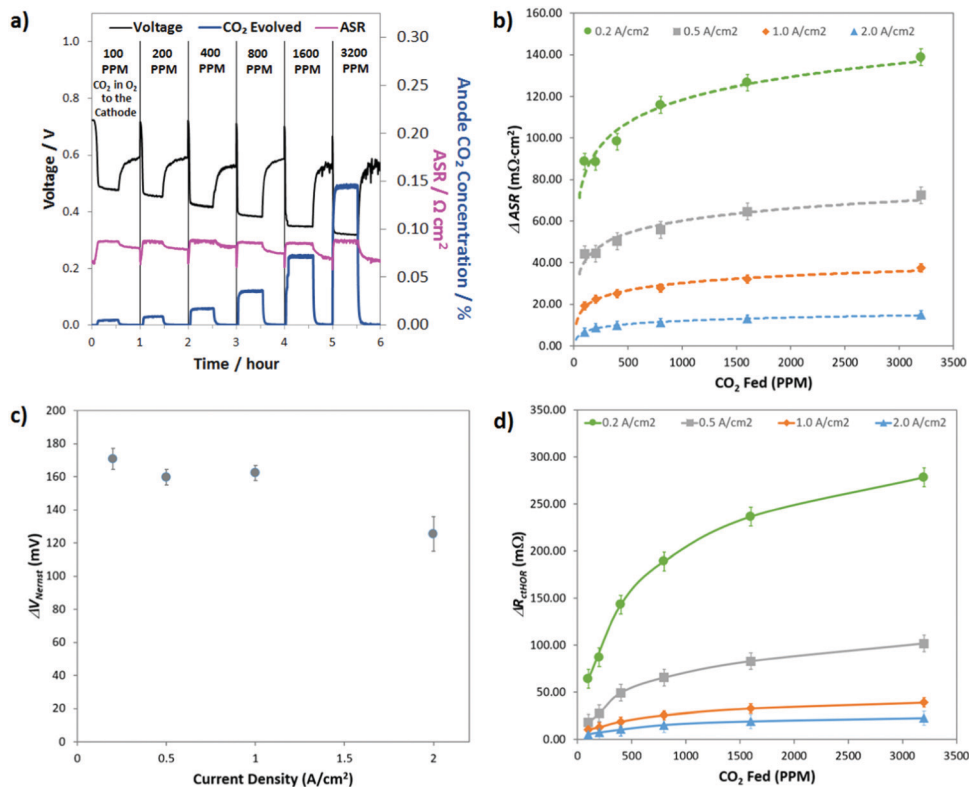 a)
Voltage
CO₂ Evolved
ASR
1.0
0.8
0.6
0.4
0.2
0.0
Voltage / V
100 PPM
CO₂ in O₂
to the
Cathode
200 PPM
400 PPM
800 PPM
1600 PPM
3200 PPM
0.30
0.25
0.20
0.15
0.10
0.05
0.00
ASR / Ω cm²
Anode CO₂ Concentration / %
0 1 2 3 4 5 6
Time / hour
b)
0.2 A/cm2
0.5 A/cm2
1.0 A/cm2
2.0 A/cm2
160.00
140.00
120.00
100.00
80.00
60.00
40.00
20.00
0.00
ΔASR (mΩ·cm²)
0 500 1000 1500 2000 2500 3000 3500
CO₂ Fed (PPM)
c)
200
180
160
140
120
100
80
60
40
20
0
ΔV_Nernst (mV)
0 0.5 1 1.5 2
Current Density (A/cm²)
d)
0.2 A/cm2
0.5 A/cm2
1.0 A/cm2
2.0 A/cm2
350.00
300.00
250.00
200.00
150.00
100.00
50.00
0.00
ΔR_ctHOR (mΩ)
0 500 1000 1500 2000 2500 3000 3500
CO₂ Fed (PPM)